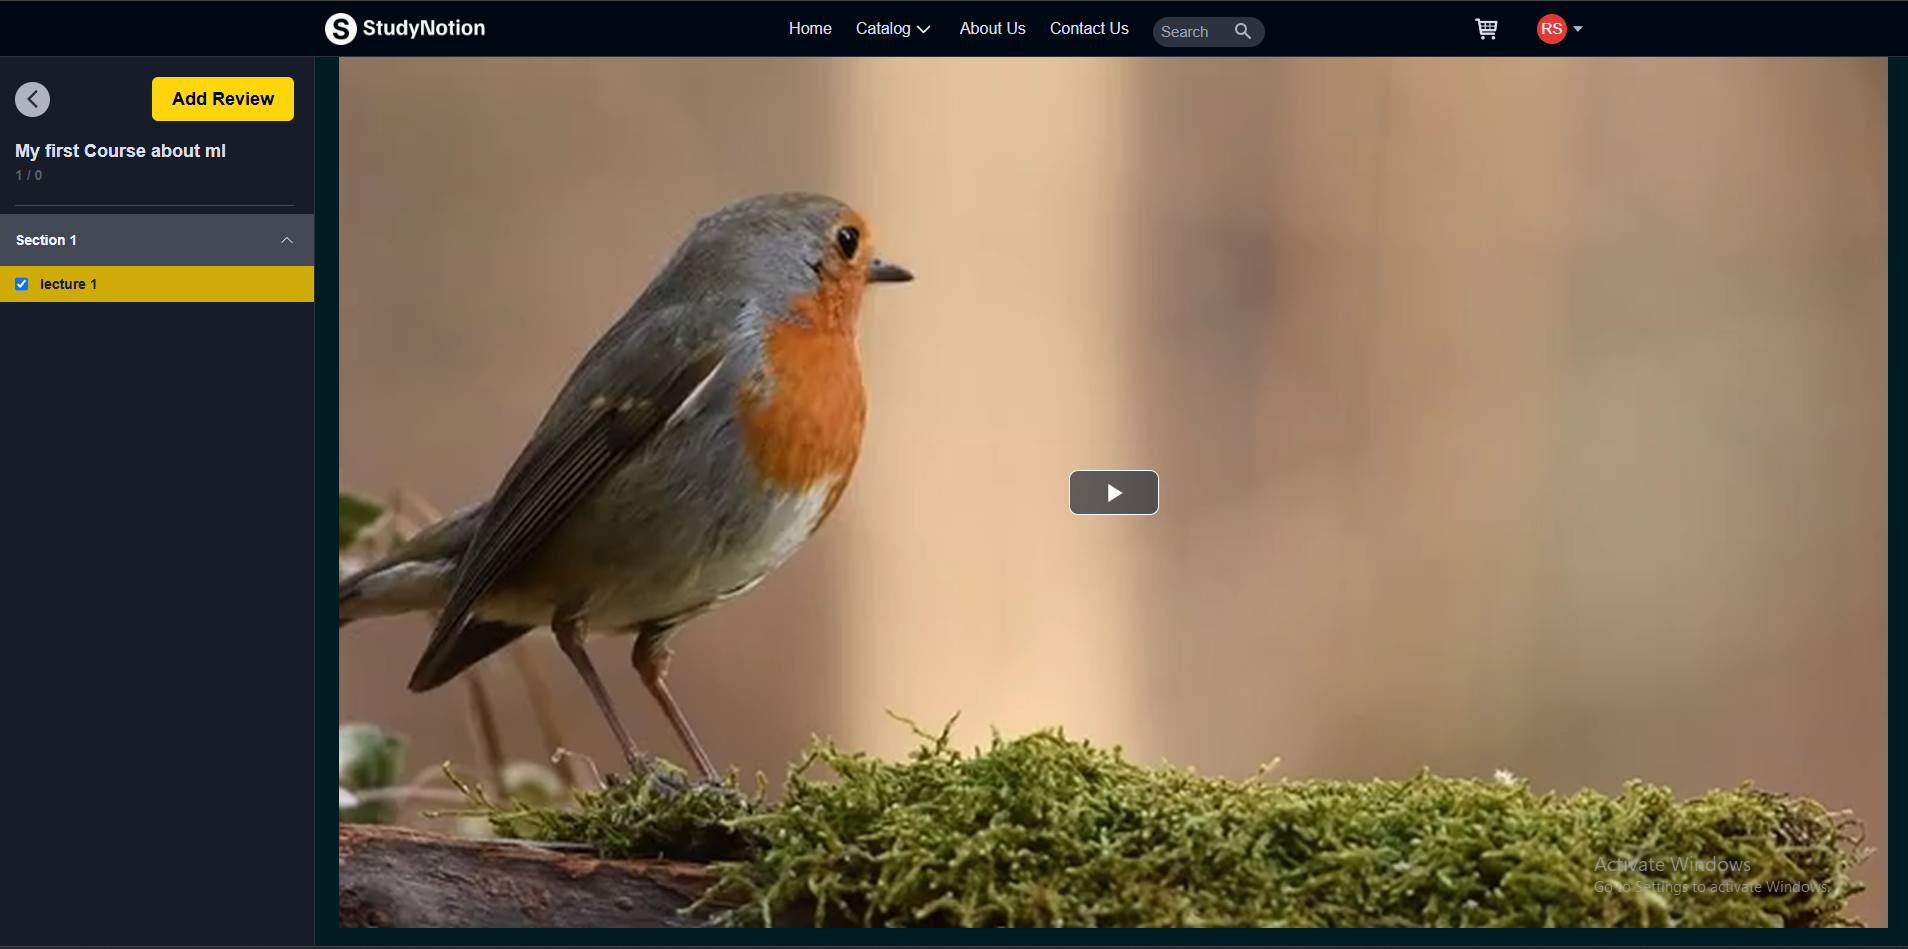 StudyNotion
Home
Catalog
About Us
Contact Us
Search
RS
Add Review
My first Course about ml
1 / 0
Section 1
lecture 1
Activate Windows
Go to Settings to activate Windows.